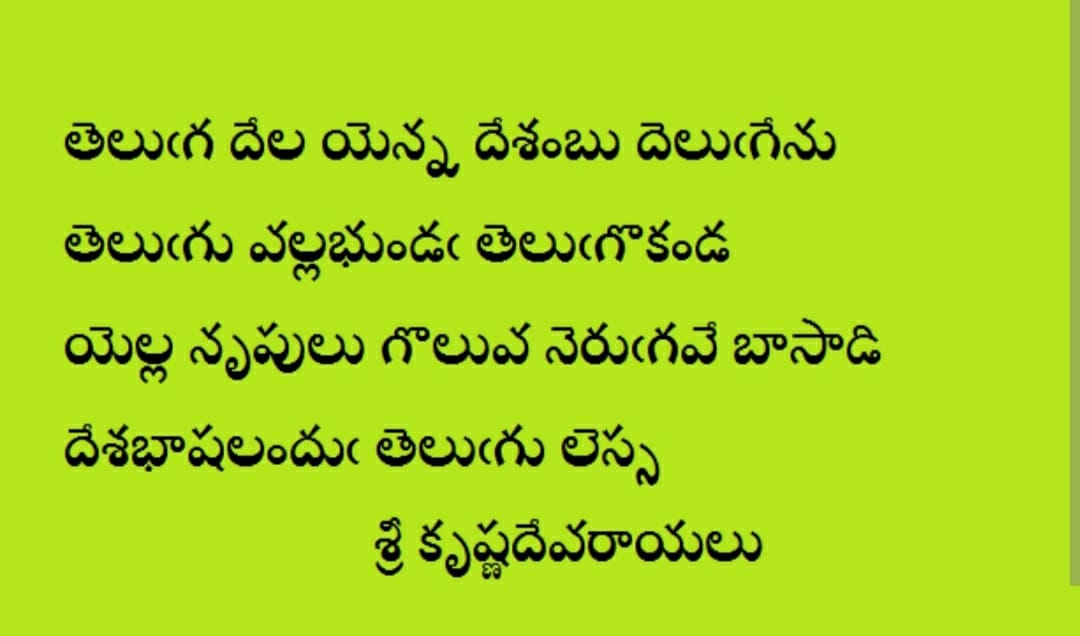 తెలుఁగ దేల యెన్న దేశంబు దెలుఁగేను
తెలుఁగు వల్లభుండఁ తెలుఁగొకండ
యెల్ల నృపులు గొలువ నెరుఁగవే బాసాడి
దేశభాషలందుఁ తెలుఁగు లెస్స
శ్రీ కృష్ణదేవరాయలు